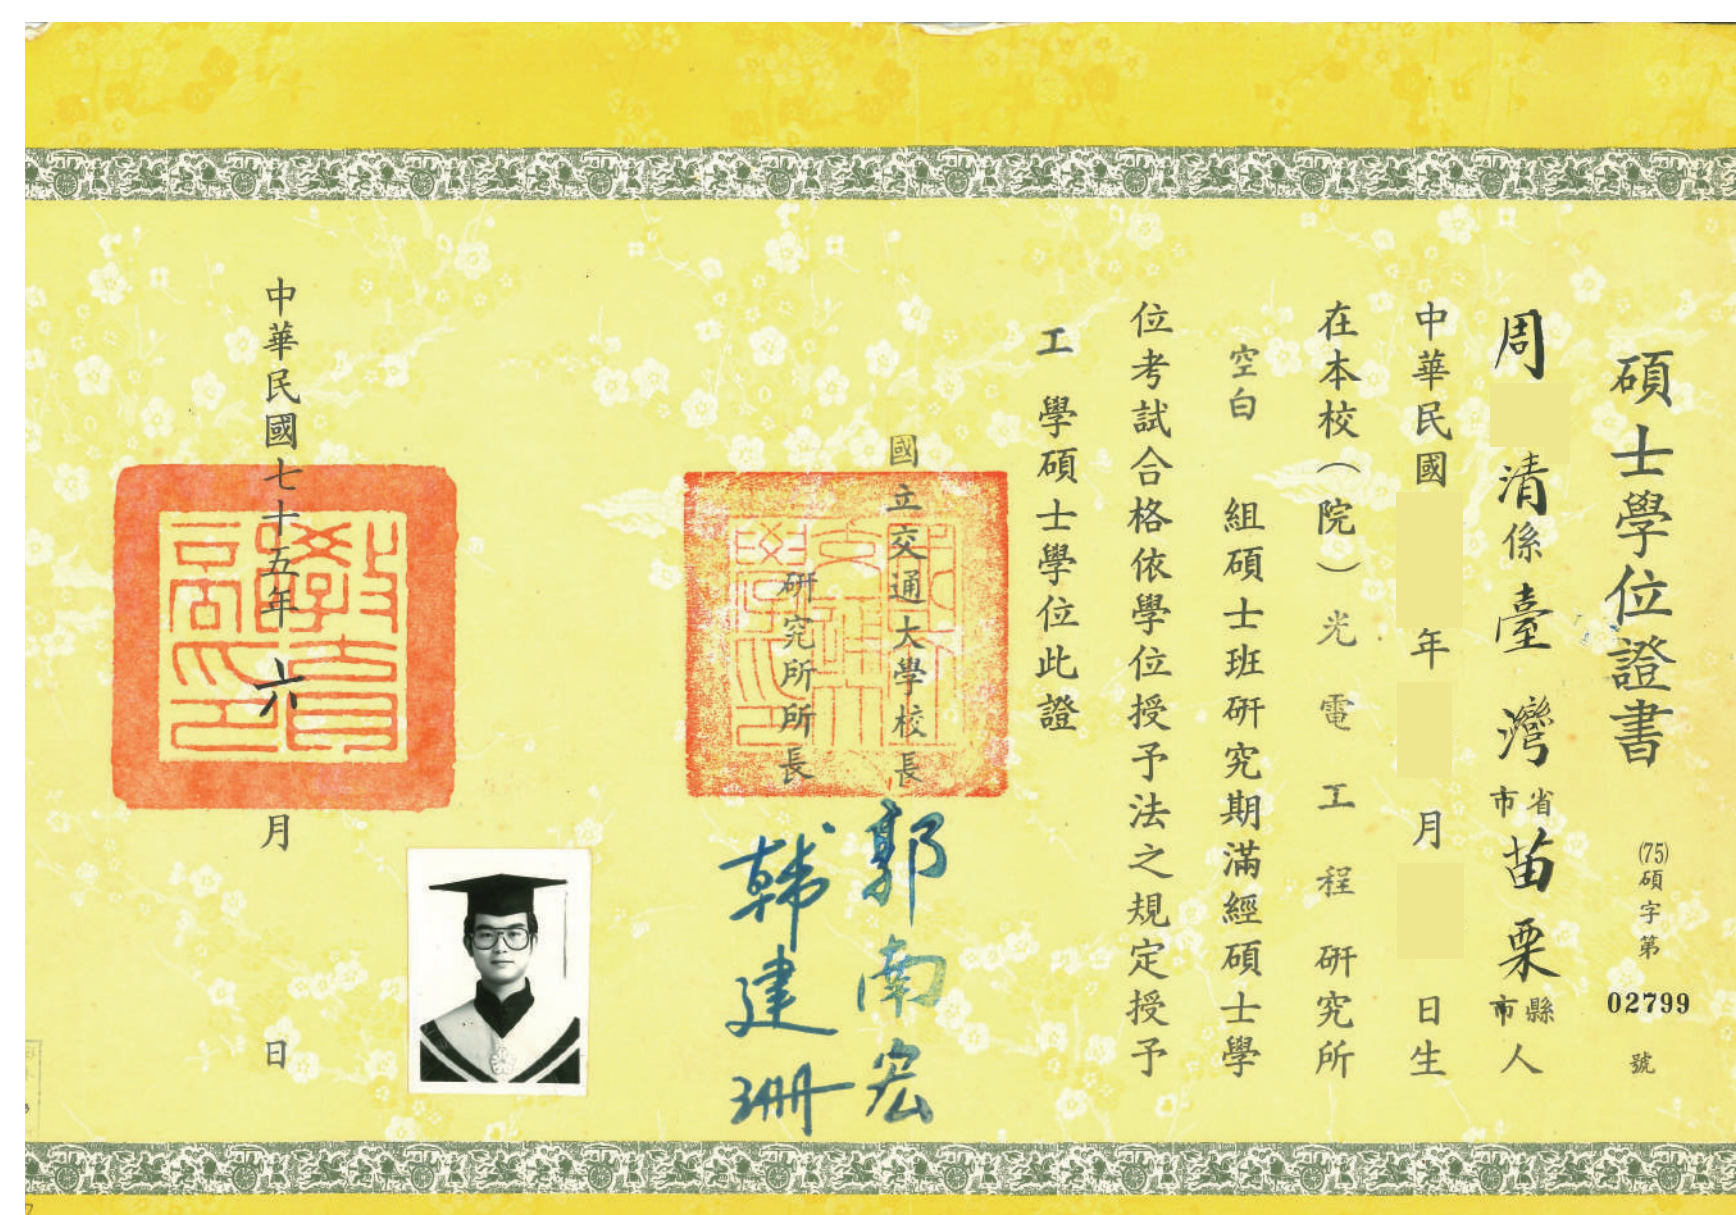 碩士學位證書 (75)碩字第02799號
周 清係臺灣省市苗栗縣市人
中華民國 年 月 日生
在本校(院)光電工程研究所
空白 組碩士班研究期滿經碩士學
位考試合格依學位授予法之規定授予
工學碩士學位此證
國立交通大學校長 郭南宏
研究所所長 韓建珊
中華民國七十五年六月 日